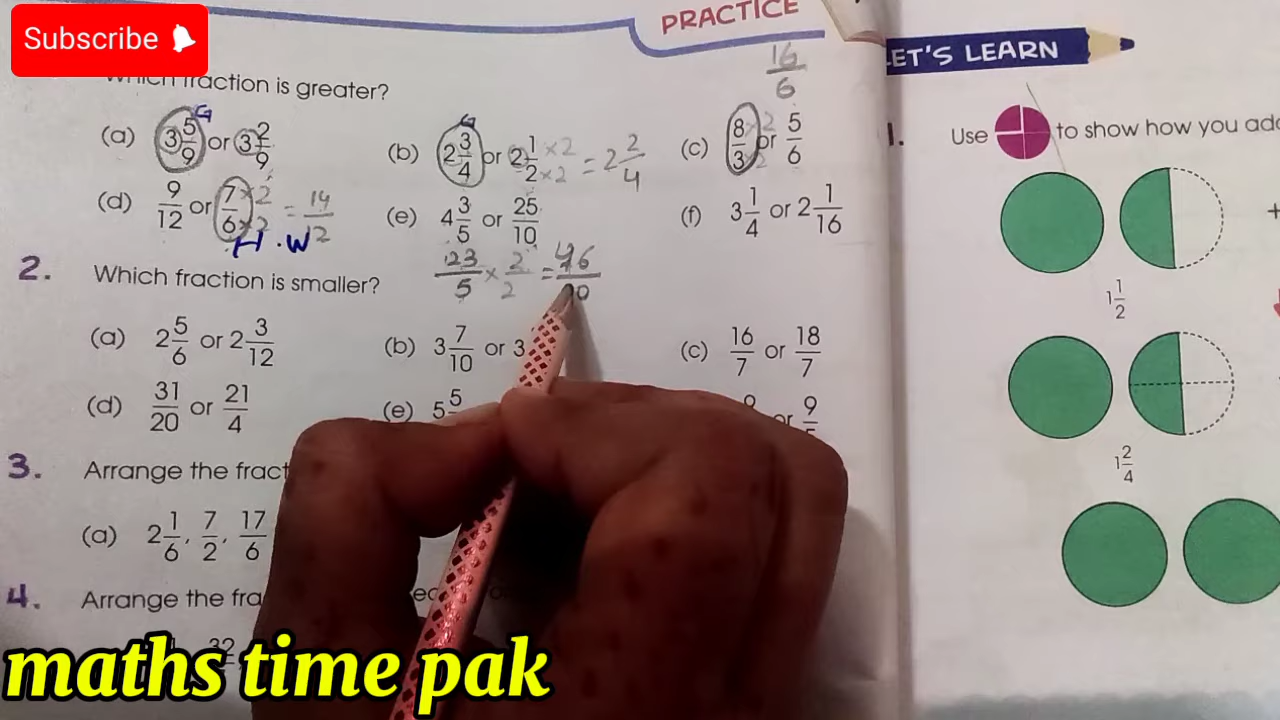 Subscribe
PRACTICE
Which fraction is greater?
16/6
(a) 3 5/9 or 3 2/9 G
(b) 2 3/4 or 2 1/2 ×2 ×2 = 2 2/4 G
(c) 8/3 ×2 ×2 or 5/6
(d) 9/12 or 7/6 ×2 ×2 = 14/12
(e) 4 3/5 or 25/10
(f) 3 1/4 or 2 1/16
H.W
23/5 × 2/2 = 46/10
2. Which fraction is smaller?
(a) 2 5/6 or 2 3/12
(b) 3 7/10 or 3
(c) 16/7 or 18/7
(d) 31/20 or 21/4
(e) 5 5
or 9
3. Arrange the fract
(a) 2 1/6, 7/2, 17/6
4. Arrange the fra
maths time pak
LET'S LEARN
1. Use to show how you add
1 1/2
+
1 2/4